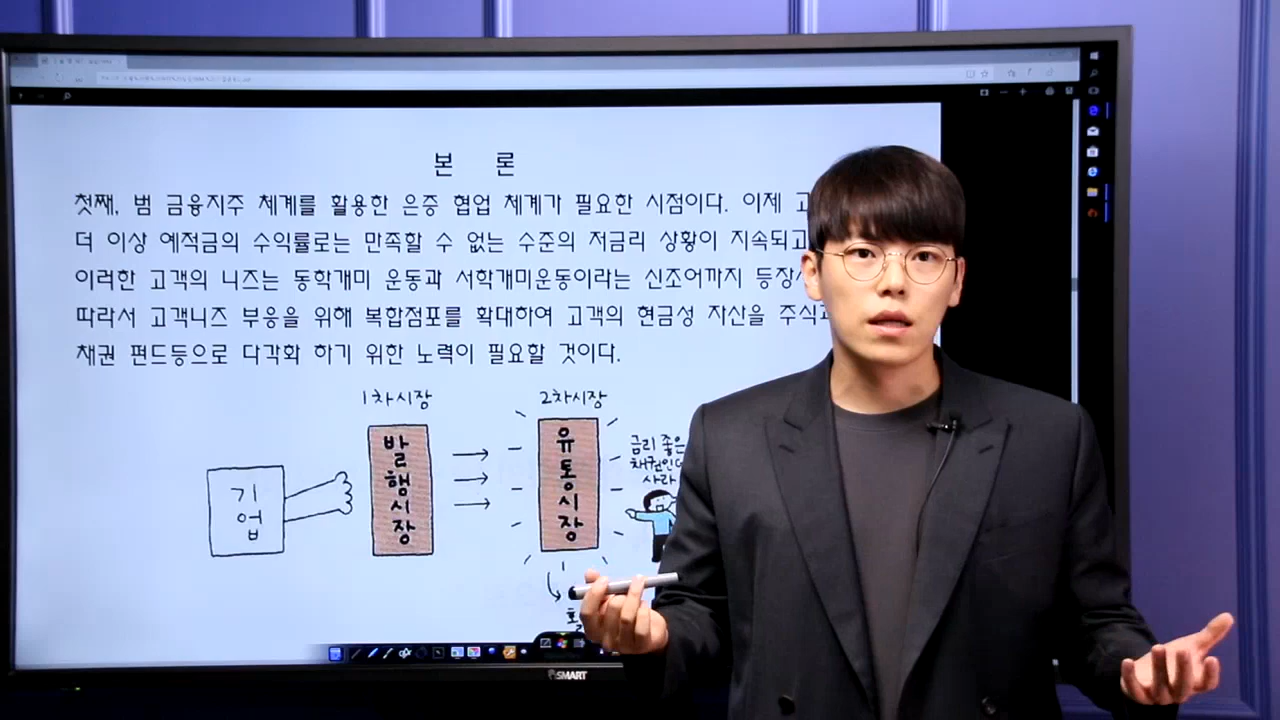 본 론
첫째, 범 금융지주 체계를 활용한 은증 협업 체계가 필요한 시점이다. 이제 고
더 이상 예적금의 수익률로는 만족할 수 없는 수준의 저금리 상황이 지속되고
이러한 고객의 니즈는 동학개미 운동과 서학개미운동이라는 신조어까지 등장
따라서 고객니즈 부응을 위해 복합점포를 확대하여 고객의 현금성 자산을 주식과
채권 펀드등으로 다각화 하기 위한 노력이 필요할 것이다.
1차시장
2차시장
기업
발행시장
유통시장
금리 좋은
채권인데
사라
SMART